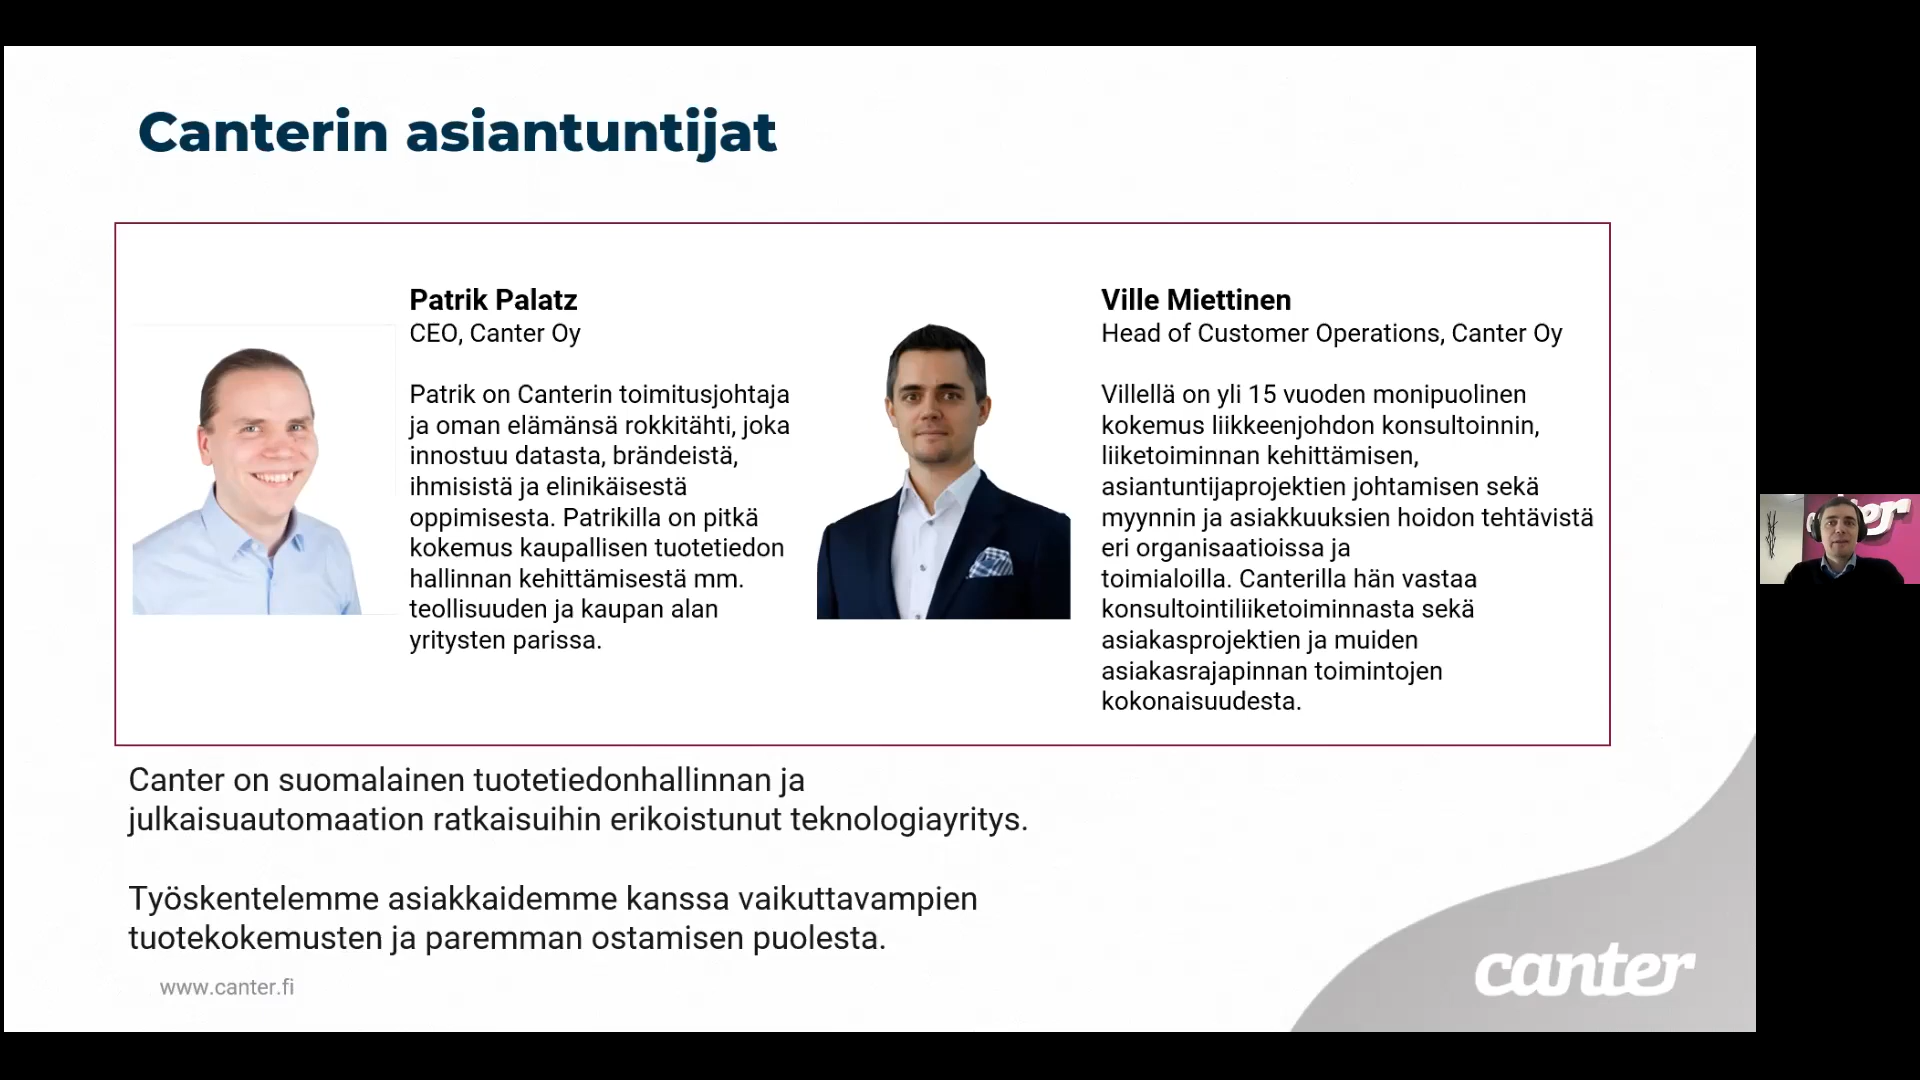 Canterin asiantuntijat
Patrik Palatz
CEO, Canter Oy
Patrik on Canterin toimitusjohtaja
ja oman elämänsä rokkitähti, joka
innostuu datasta, brändeistä,
ihmisistä ja elinikäisestä
oppimisesta. Patrikilla on pitkä
kokemus kaupallisen tuotetiedon
hallinnan kehittämisestä mm.
teollisuuden ja kaupan alan
yritysten parissa.
Ville Miettinen
Head of Customer Operations, Canter Oy
Villellä on yli 15 vuoden monipuolinen
kokemus liikkeenjohdon konsultoinnin,
liiketoiminnan kehittämisen,
asiantuntijaprojektien johtamisen sekä
myynnin ja asiakkuuksien hoidon tehtävistä
eri organisaatioissa ja
toimialoilla. Canterilla hän vastaa
konsultointiliiketoiminnasta sekä
asiakasprojektien ja muiden
asiakasrajapinnan toimintojen
kokonaisuudesta.
Canter on suomalainen tuotetiedonhallinnan ja
julkaisuautomaation ratkaisuihin erikoistunut teknologiayritys.
Työskentelemme asiakkaidemme kanssa vaikuttavampien
tuotekokemusten ja paremman ostamisen puolesta.
www.canter.fi
canter